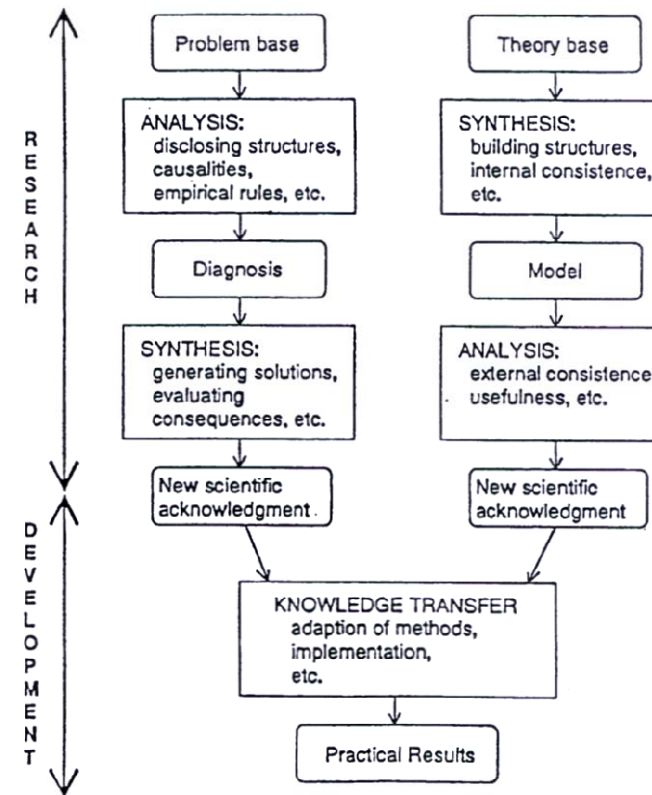 RESEARCH
Problem base
ANALYSIS:
disclosing structures,
causalities,
empirical rules, etc.
Diagnosis
SYNTHESIS:
generating solutions,
evaluating
consequences, etc.
New scientific
acknowledgment.
Theory base
SYNTHESIS:
building structures,
internal consistence,
etc.
Model
ANALYSIS:
external consistence
usefulness, etc.
New scientific
acknowledgment
DEVELOPMENT
KNOWLEDGE TRANSFER
adaption of methods,
implementation,
etc.
Practical Results